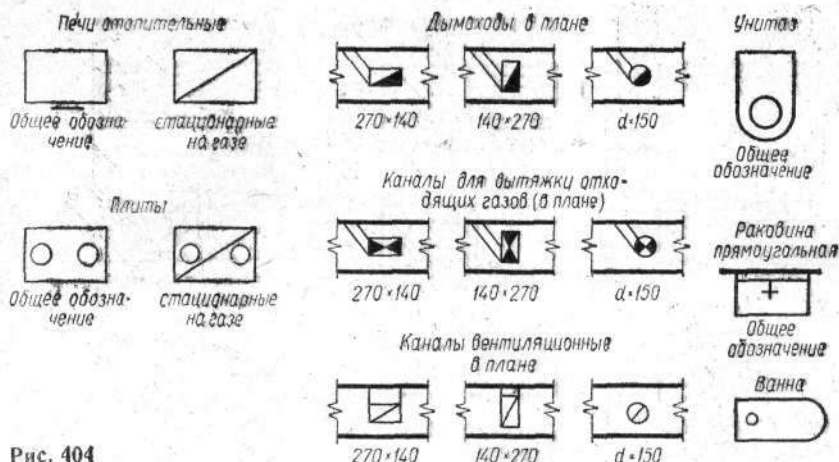 Печи отопительные
Общее обозна-
чение
стационарные
на газе
Плиты
Общее обозна-
чение
стационарные
на газе
Дымоходы в плане
270×140
140×270
d=150
Каналы для вытяжки отхо-
дящих газов (в плане)
270×140
140×270
d=150
Каналы вентиляционные
в плане
270×140
140×270
d=150
Унитаз
Общее
обозначение
Раковина
прямоугольная
Общее
обозначение
Ванна
Рис. 404